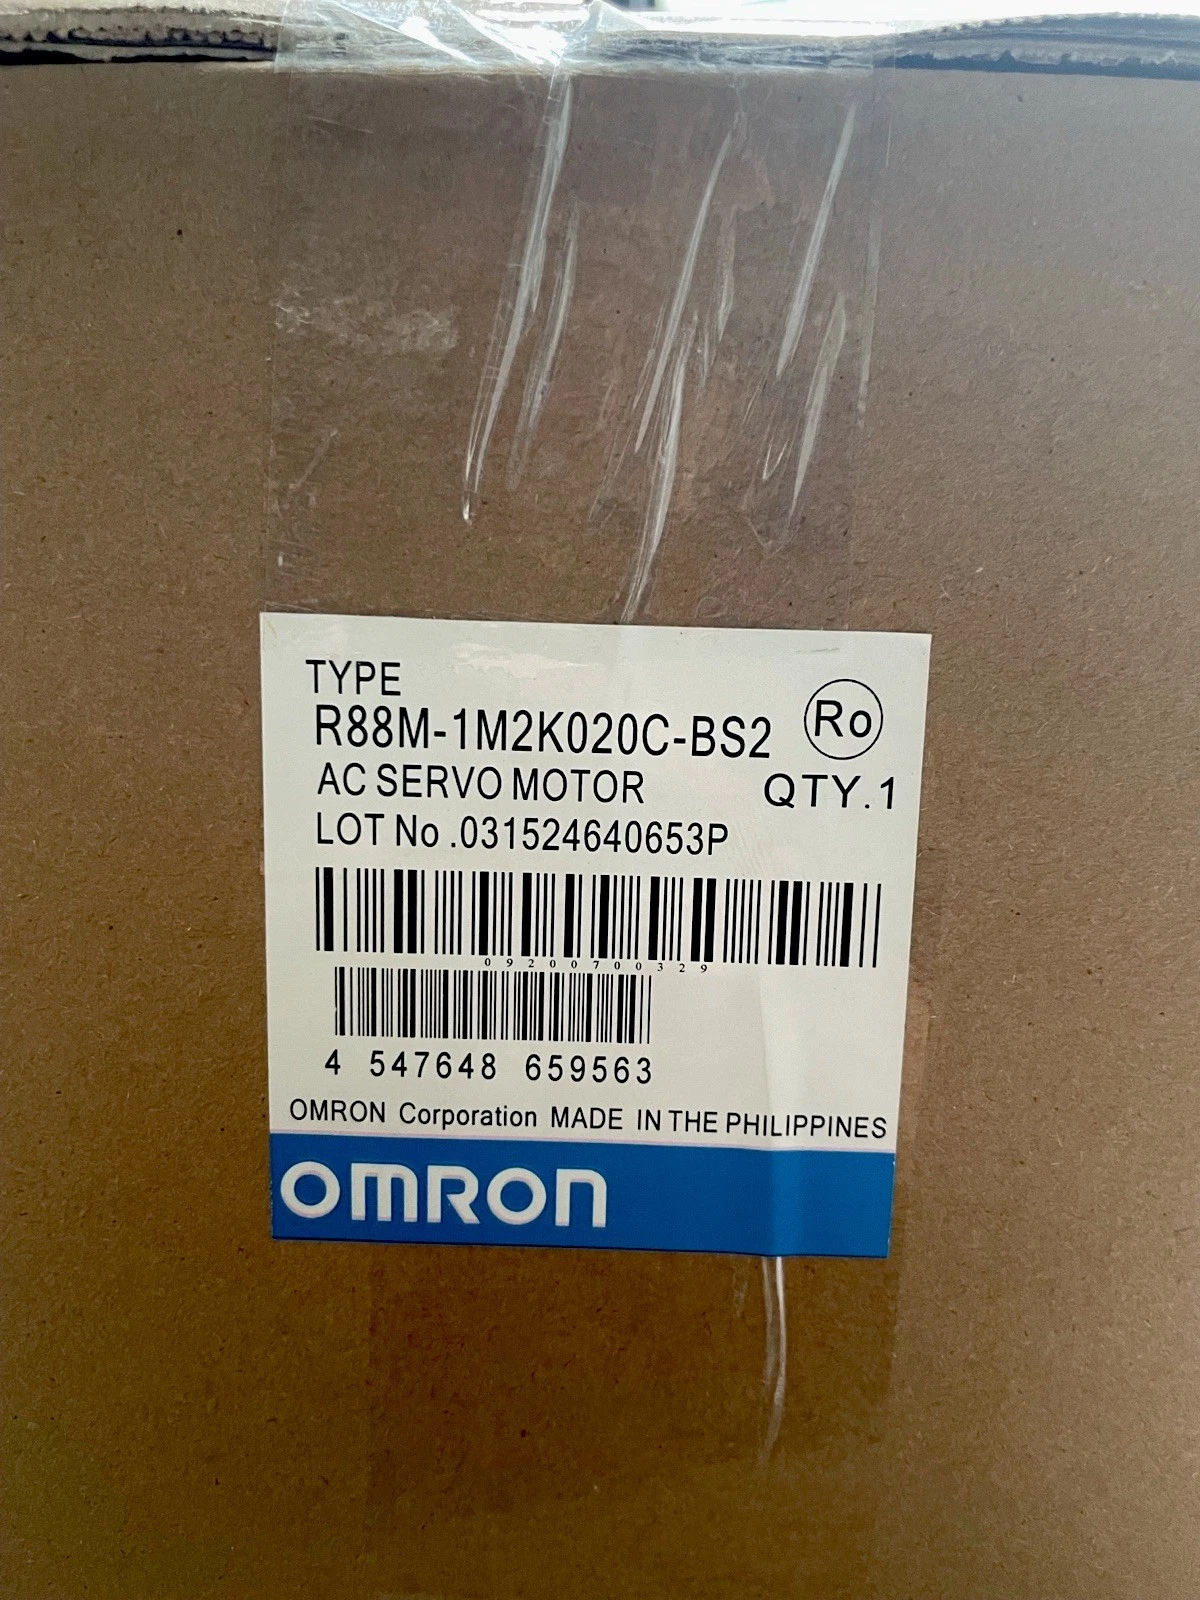 TYPE
R88M-1M2K020C-BS2
Ro
AC SERVO MOTOR
QTY.1
LOT No .031524640653P
09200700329
4 547648 659563
OMRON Corporation MADE IN THE PHILIPPINES
OMRON